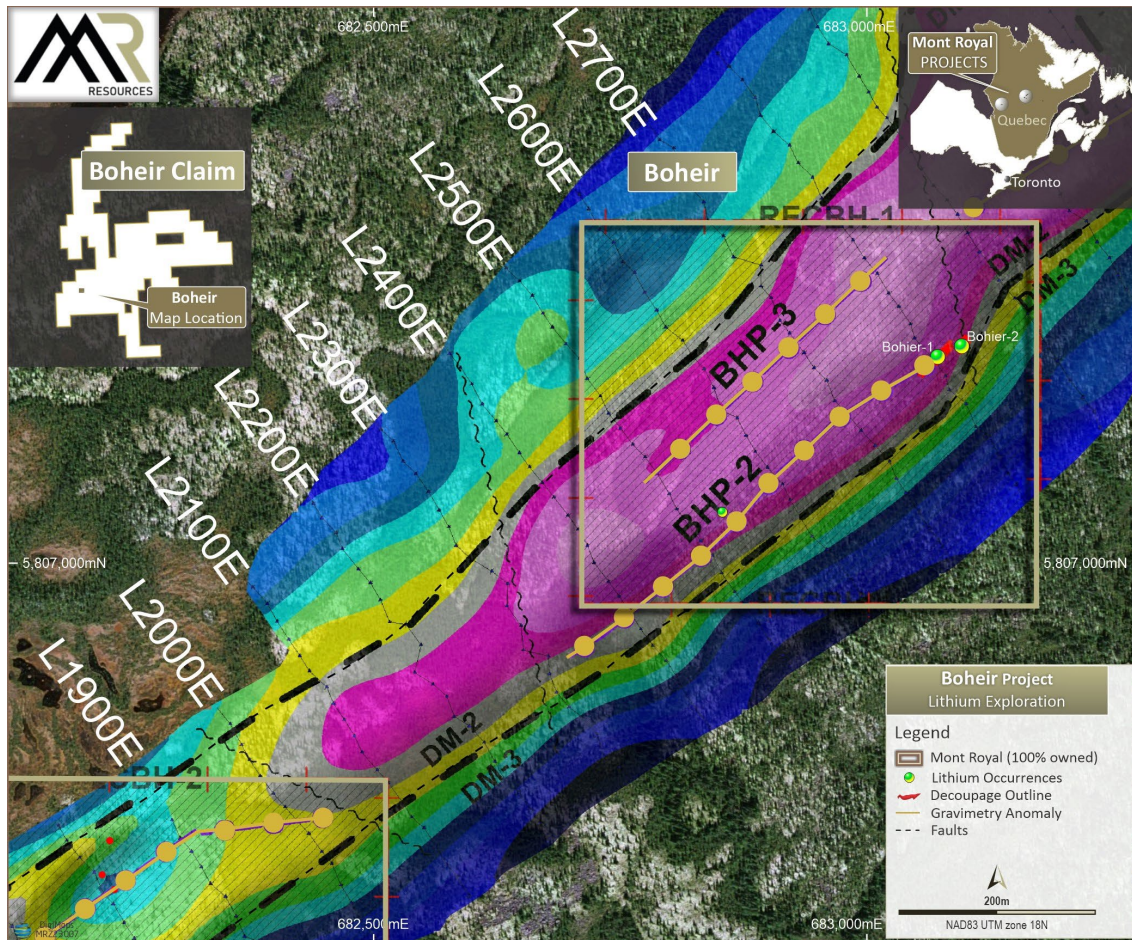 682,500mE
683,000mE
MR
RESOURCES
L2700E
L2600E
L2500E
L2400E
L2300E
L2200E
L2100E
L2000E
L1900E
Boheir Claim
Boheir
Map Location
Boheir
Mont Royal
PROJECTS
Quebec
Toronto
DM-3
Bohier-1
Bohier-2
BHP-3
BHP-2
5,807,000mN
5,807,000mN
DM-2
DM-3
682,500mE
683,000mE
MRZ23007
Boheir Project
Lithium Exploration
Legend
Mont Royal (100% owned)
Lithium Occurrences
Decoupage Outline
Gravimetry Anomaly
Faults
200m
NAD83 UTM zone 18N